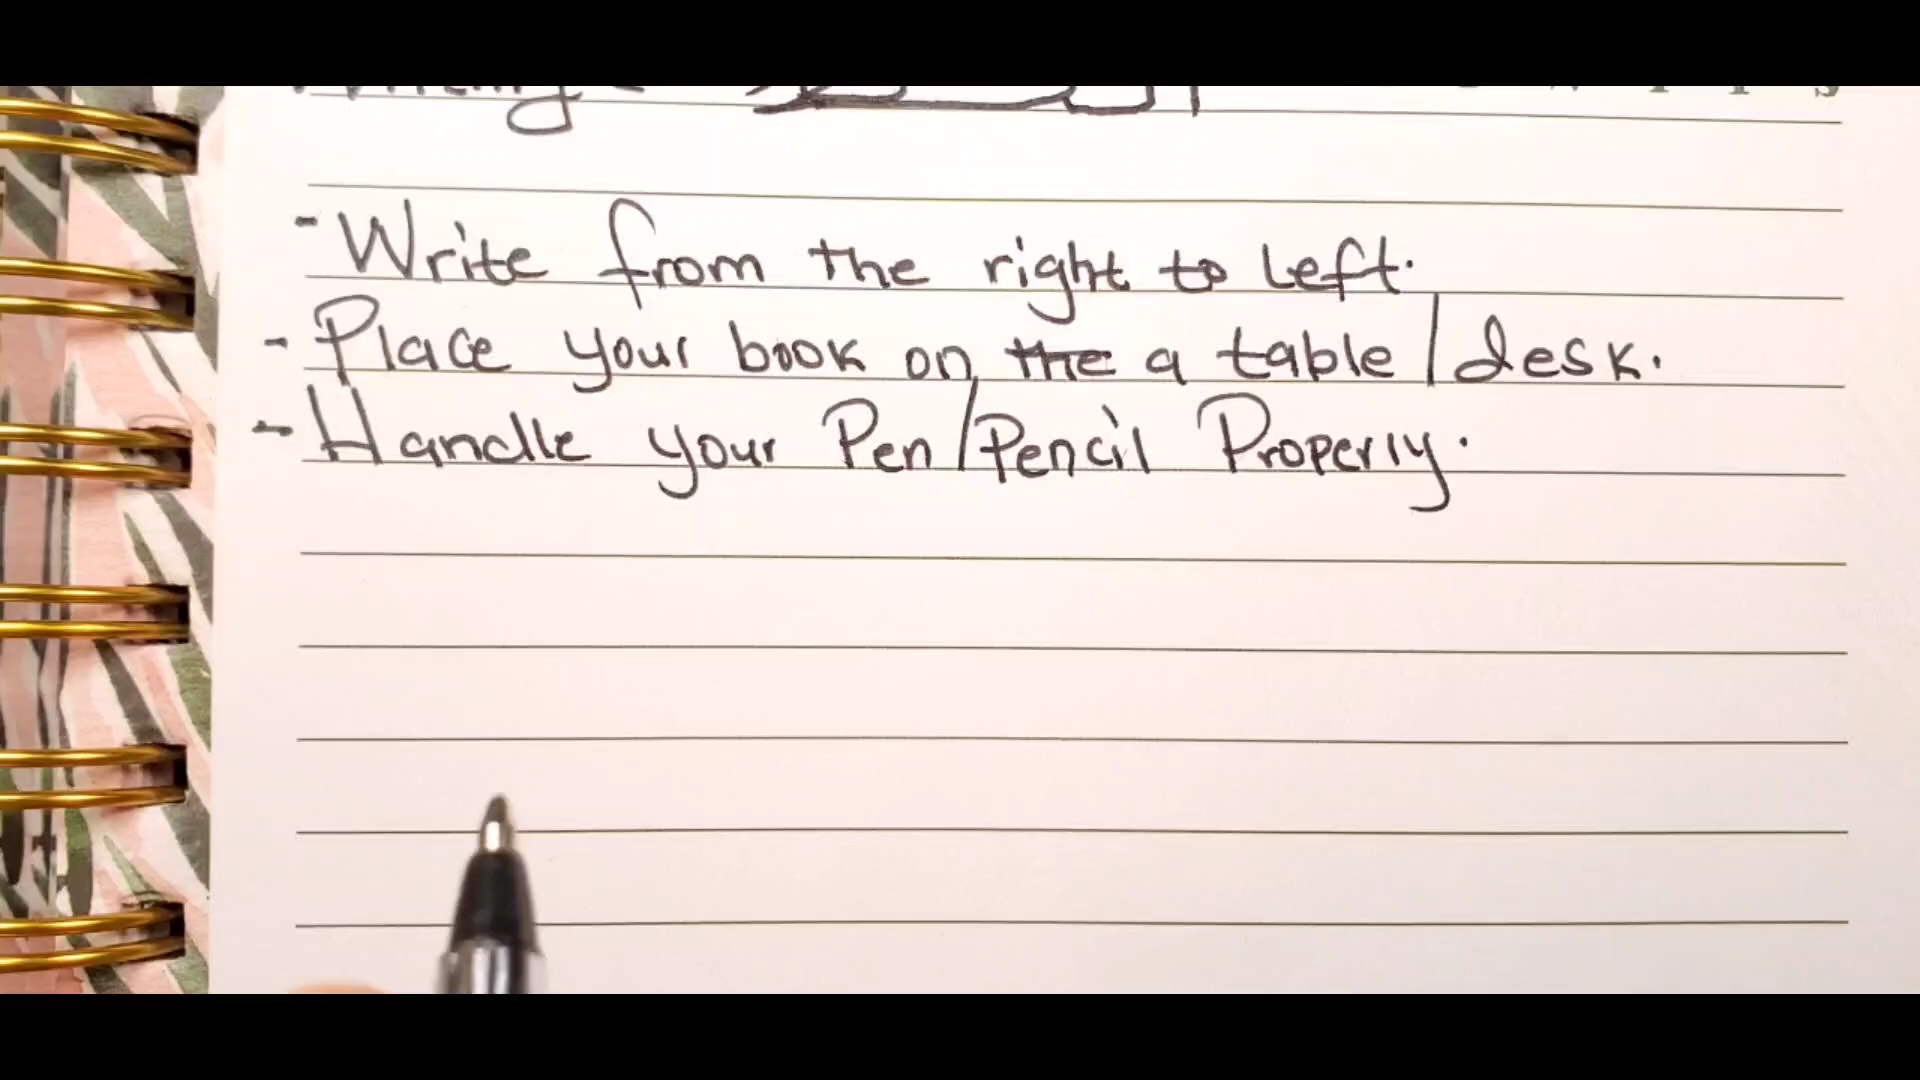 - Write from the right to left.
- Place your book on the a table/desk.
- Handle your Pen/Pencil Properly.